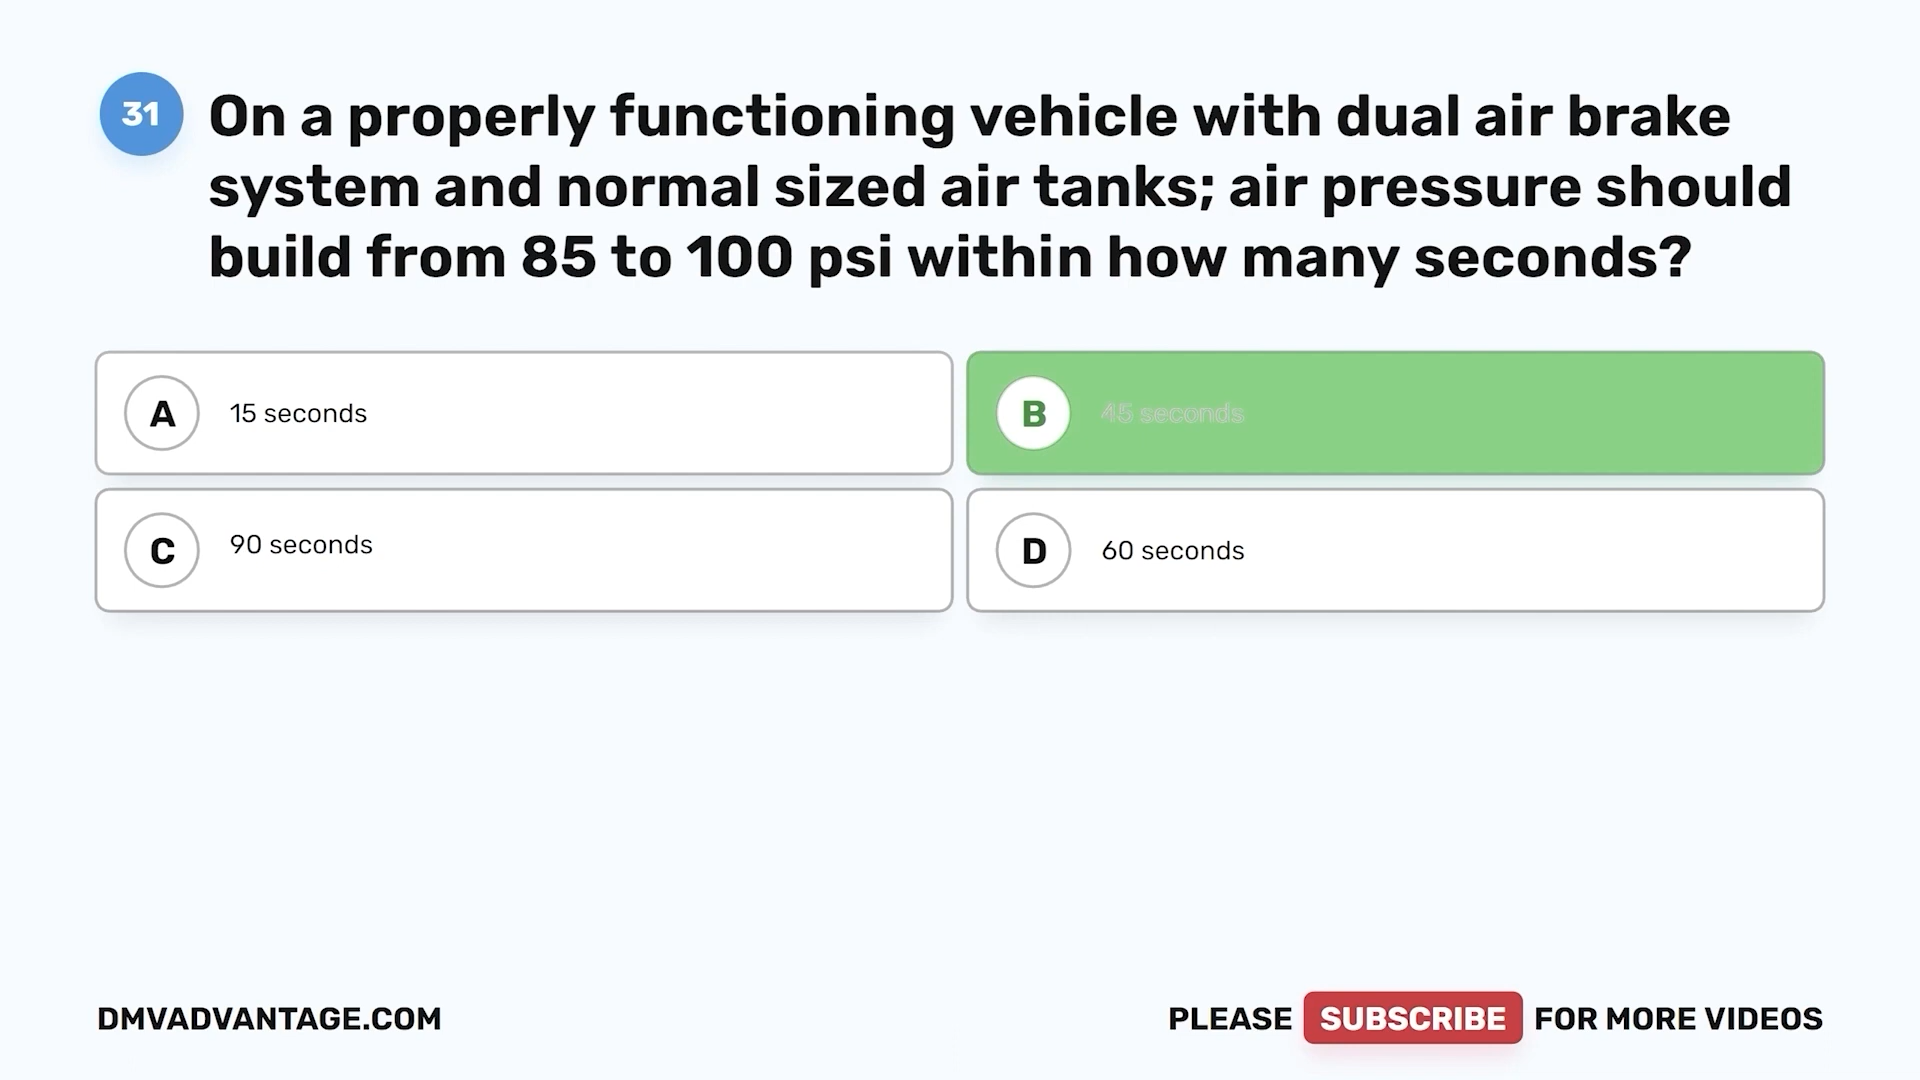 31
On a properly functioning vehicle with dual air brake
system and normal sized air tanks; air pressure should
build from 85 to 100 psi within how many seconds?
A 15 seconds
B 45 seconds
C 90 seconds
D 60 seconds
DMVADVANTAGE.COM
PLEASE SUBSCRIBE FOR MORE VIDEOS